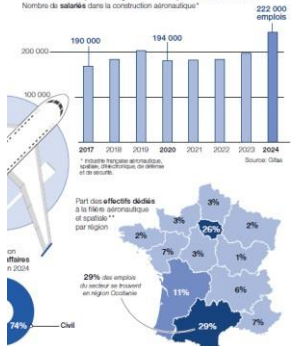 Nombre de salariés dans la construction aéronautique*
222 000
emplois
190 000
194 000
200 000
100 000
2017 2018 2019 2020 2021 2022 2023 2024
* Industrie française aéronautique,
spatiale, d'électronique, de défense
et de sécurité.
Source: Gifas
Part des effectifs dédiés
à la filière aéronautique
et spatiale**
par région
3%
3%
26%
2%
2%
7%
3%
1%
29% des emplois
du secteur se trouvent
en région Occitanie
11%
6%
29%
7%
on
ffaires
n 2024
74%
Civil